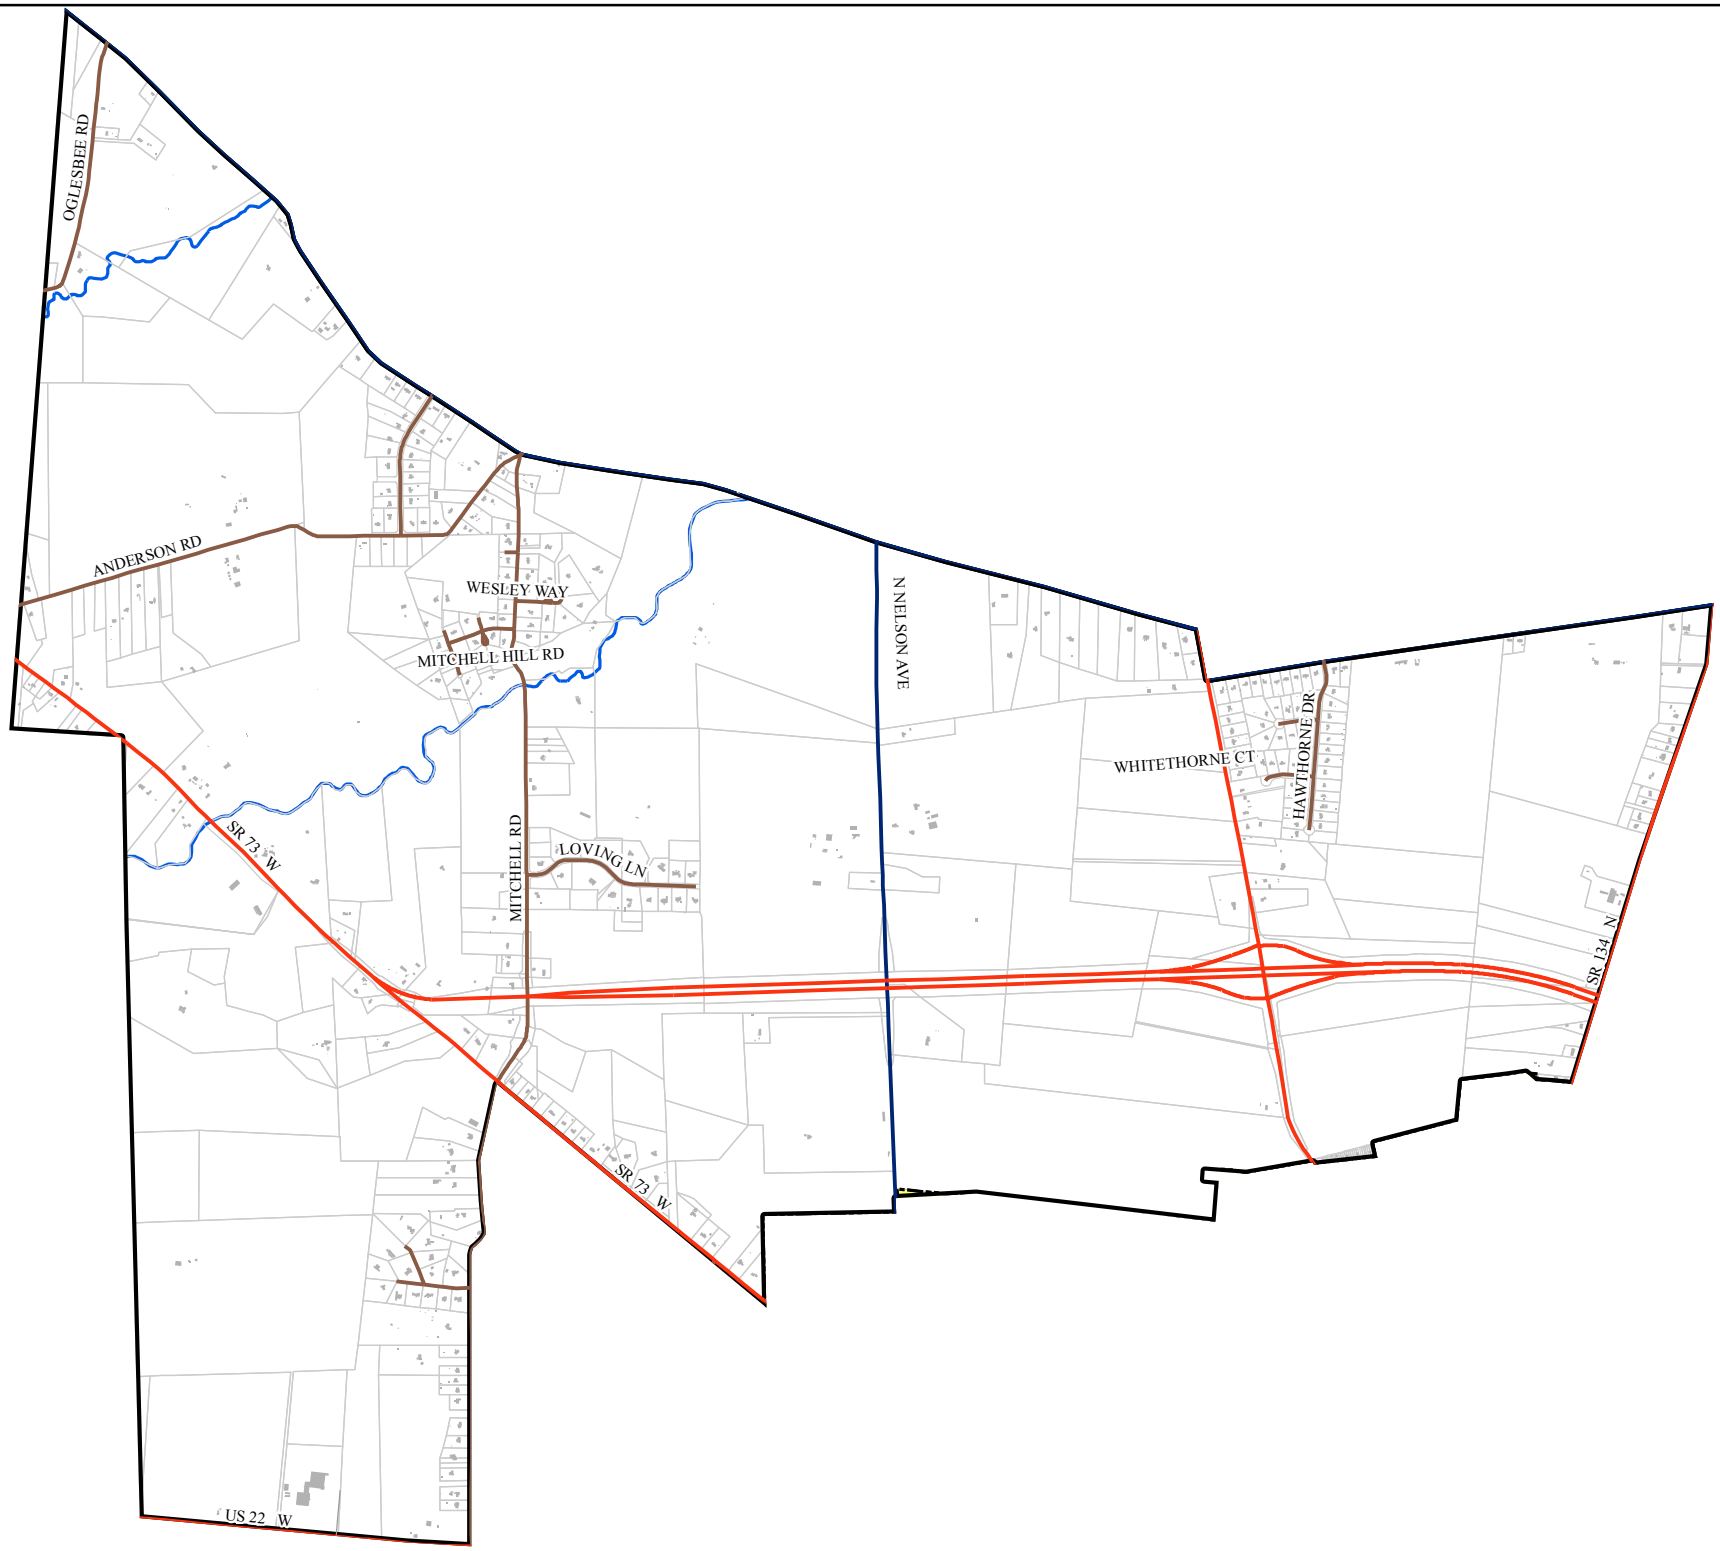 OGLESBEE RD
ANDERSON RD
WESLEY WAY
MITCHELL HILL RD
N NELSON AVE
HAWTHORNE DR
WHITETHORNE CT
SR 73 W
MITCHELL RD
LOVING LN
SR 134 N
SR 73 W
US 22 W